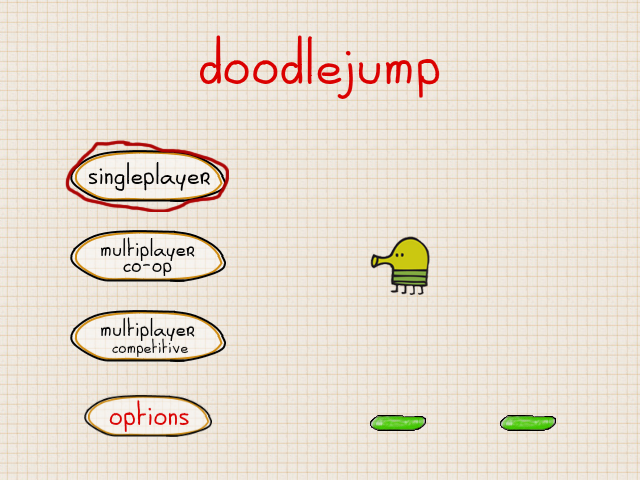 doodlejump
singleplayer
multiplayer
co-op
multiplayer
competitive
options